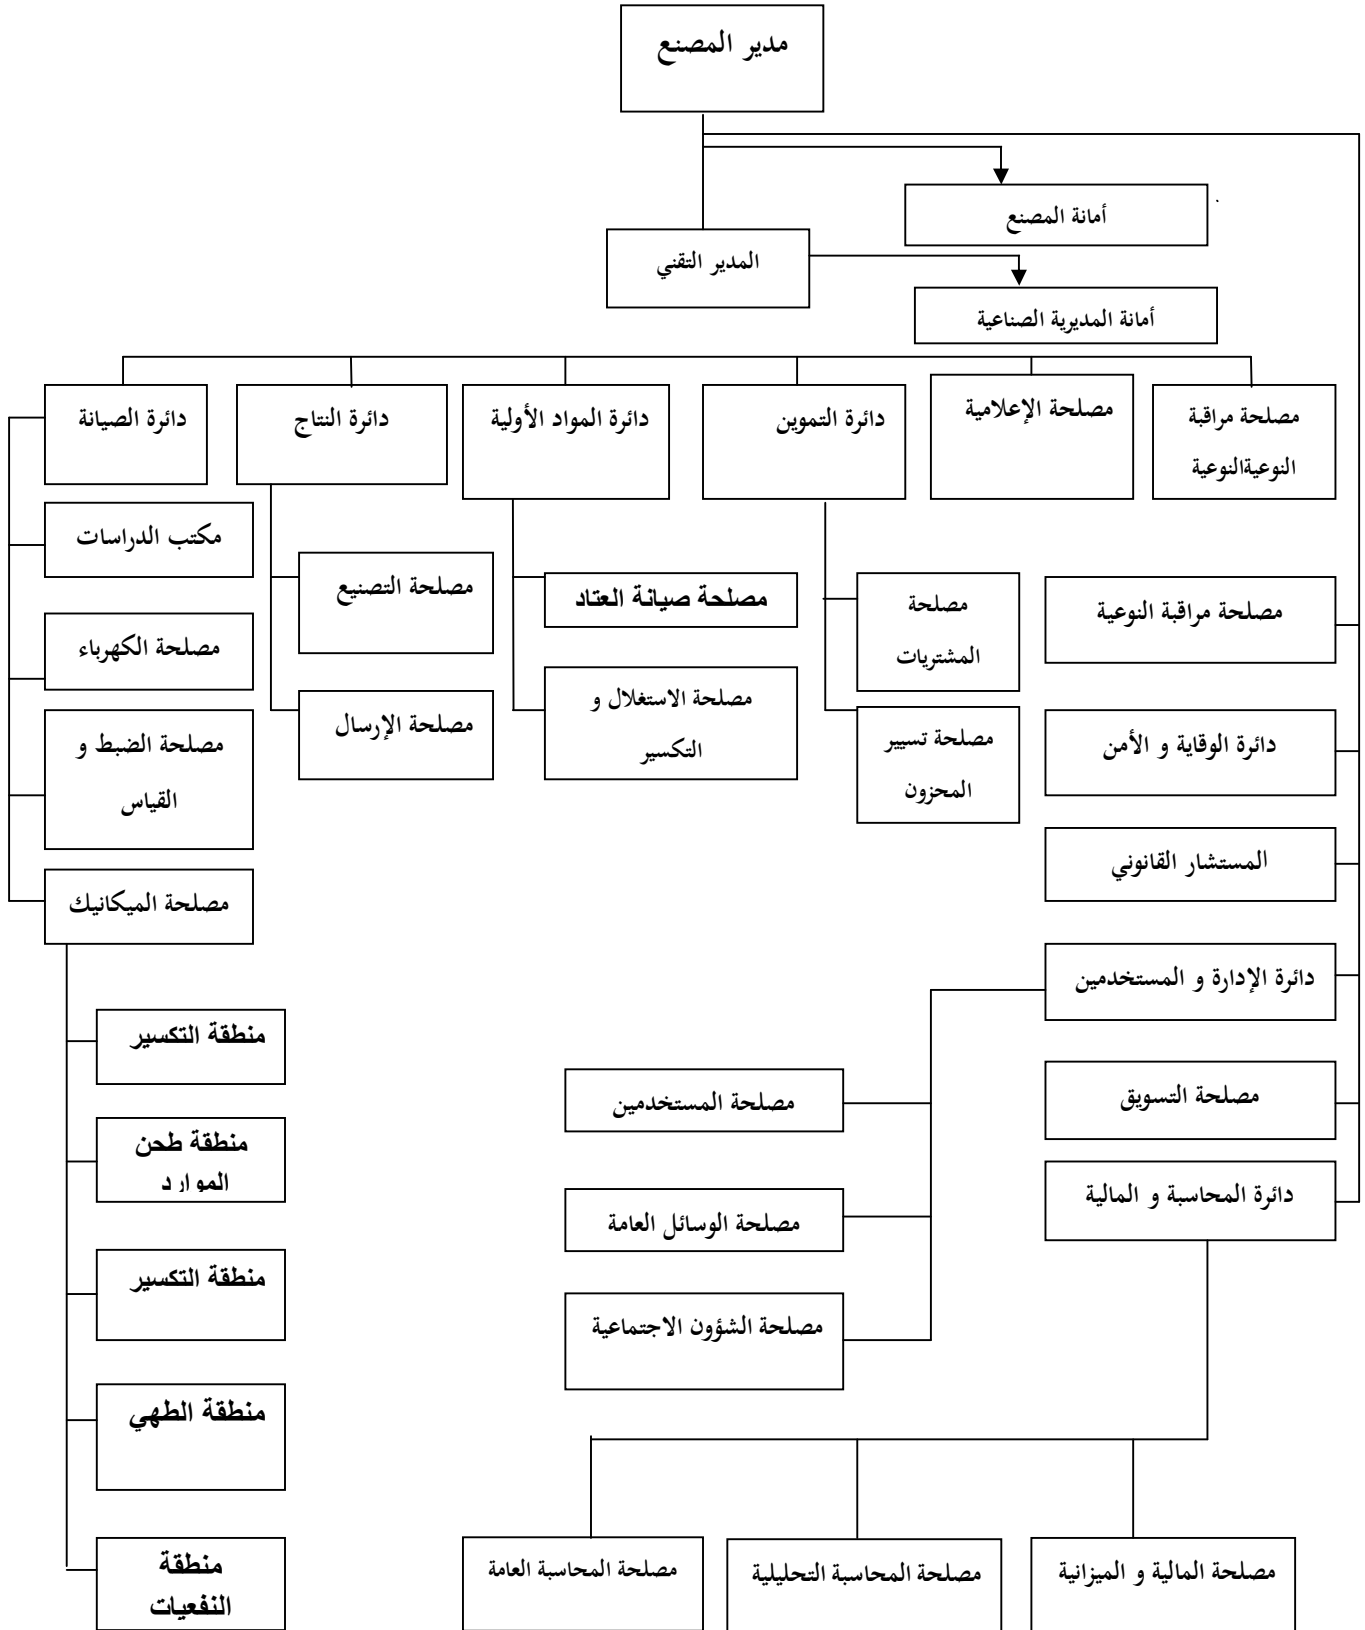 مدير المصنع
أمانة المصنع
المدير التقني
أمانة المديرية الصناعية
مصلحة مراقبة
النوعيةالنوعية
مصلحة الإعلامية
دائرة التموين
دائرة المواد الأولية
دائرة النتاج
دائرة الصيانة
مكتب الدراسات
مصلحة الكهرباء
مصلحة الضبط و
القياس
مصلحة الميكانيك
مصلحة التصنيع
مصلحة الإرسال
مصلحة صيانة العتاد
مصلحة الاستغلال و
التكسير
مصلحة
المشتريات
مصلحة تسيير
المحزون
مصلحة مراقبة النوعية
دائرة الوقاية و الأمن
المستشار القانوني
دائرة الإدارة و المستخدمين
مصلحة التسويق
دائرة المحاسبة و المالية
مصلحة المستخدمين
مصلحة الوسائل العامة
مصلحة الشؤون الاجتماعية
منطقة التكسير
منطقة طحن
الموارد
منطقة التكسير
منطقة الطهي
منطقة
النفعيات
مصلحة المالية و الميزانية
مصلحة المحاسبة التحليلية
مصلحة المحاسبة العامة